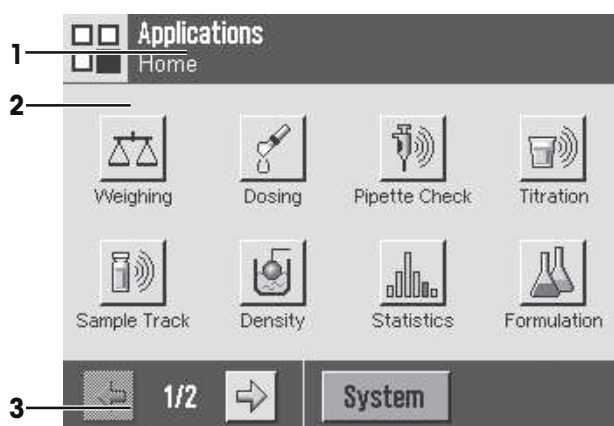 Applications
1
Home
2
Weighing Dosing Pipette Check Titration
Sample Track Density Statistics Formulation
3
1/2 System